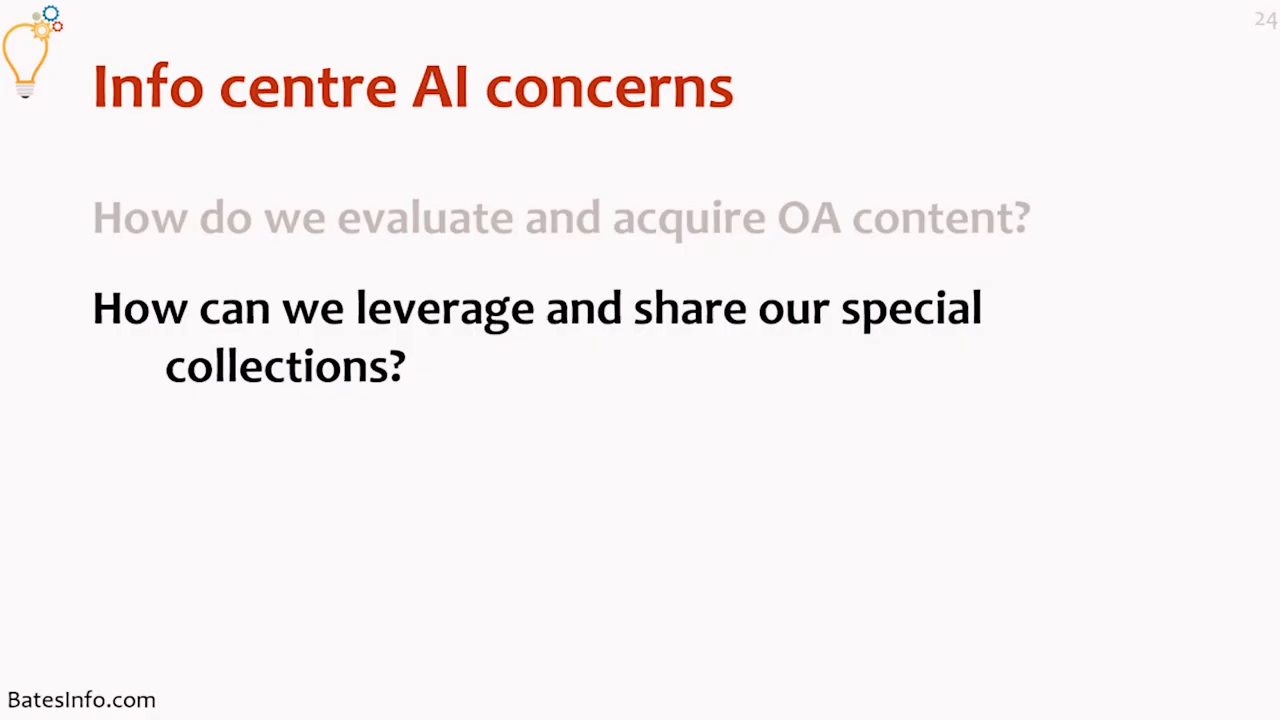 24
Info centre AI concerns
How do we evaluate and acquire OA content?
How can we leverage and share our special
collections?
BatesInfo.com